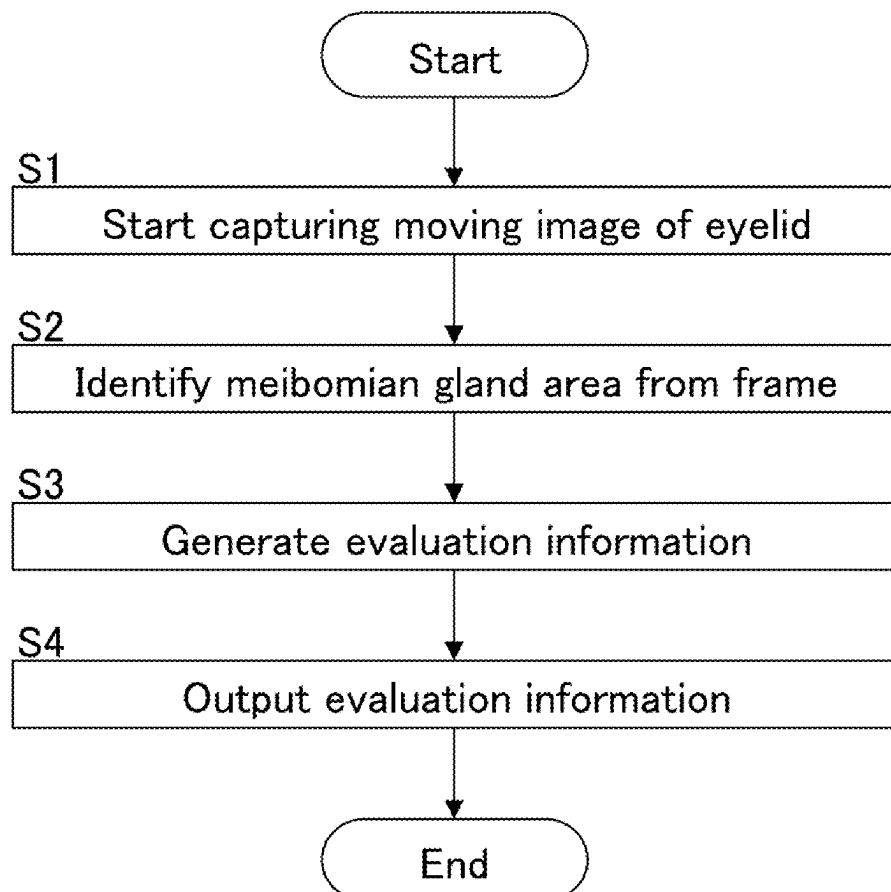 Start
S1
Start capturing moving image of eyelid
S2
Identify meibomian gland area from frame
S3
Generate evaluation information
S4
Output evaluation information
End